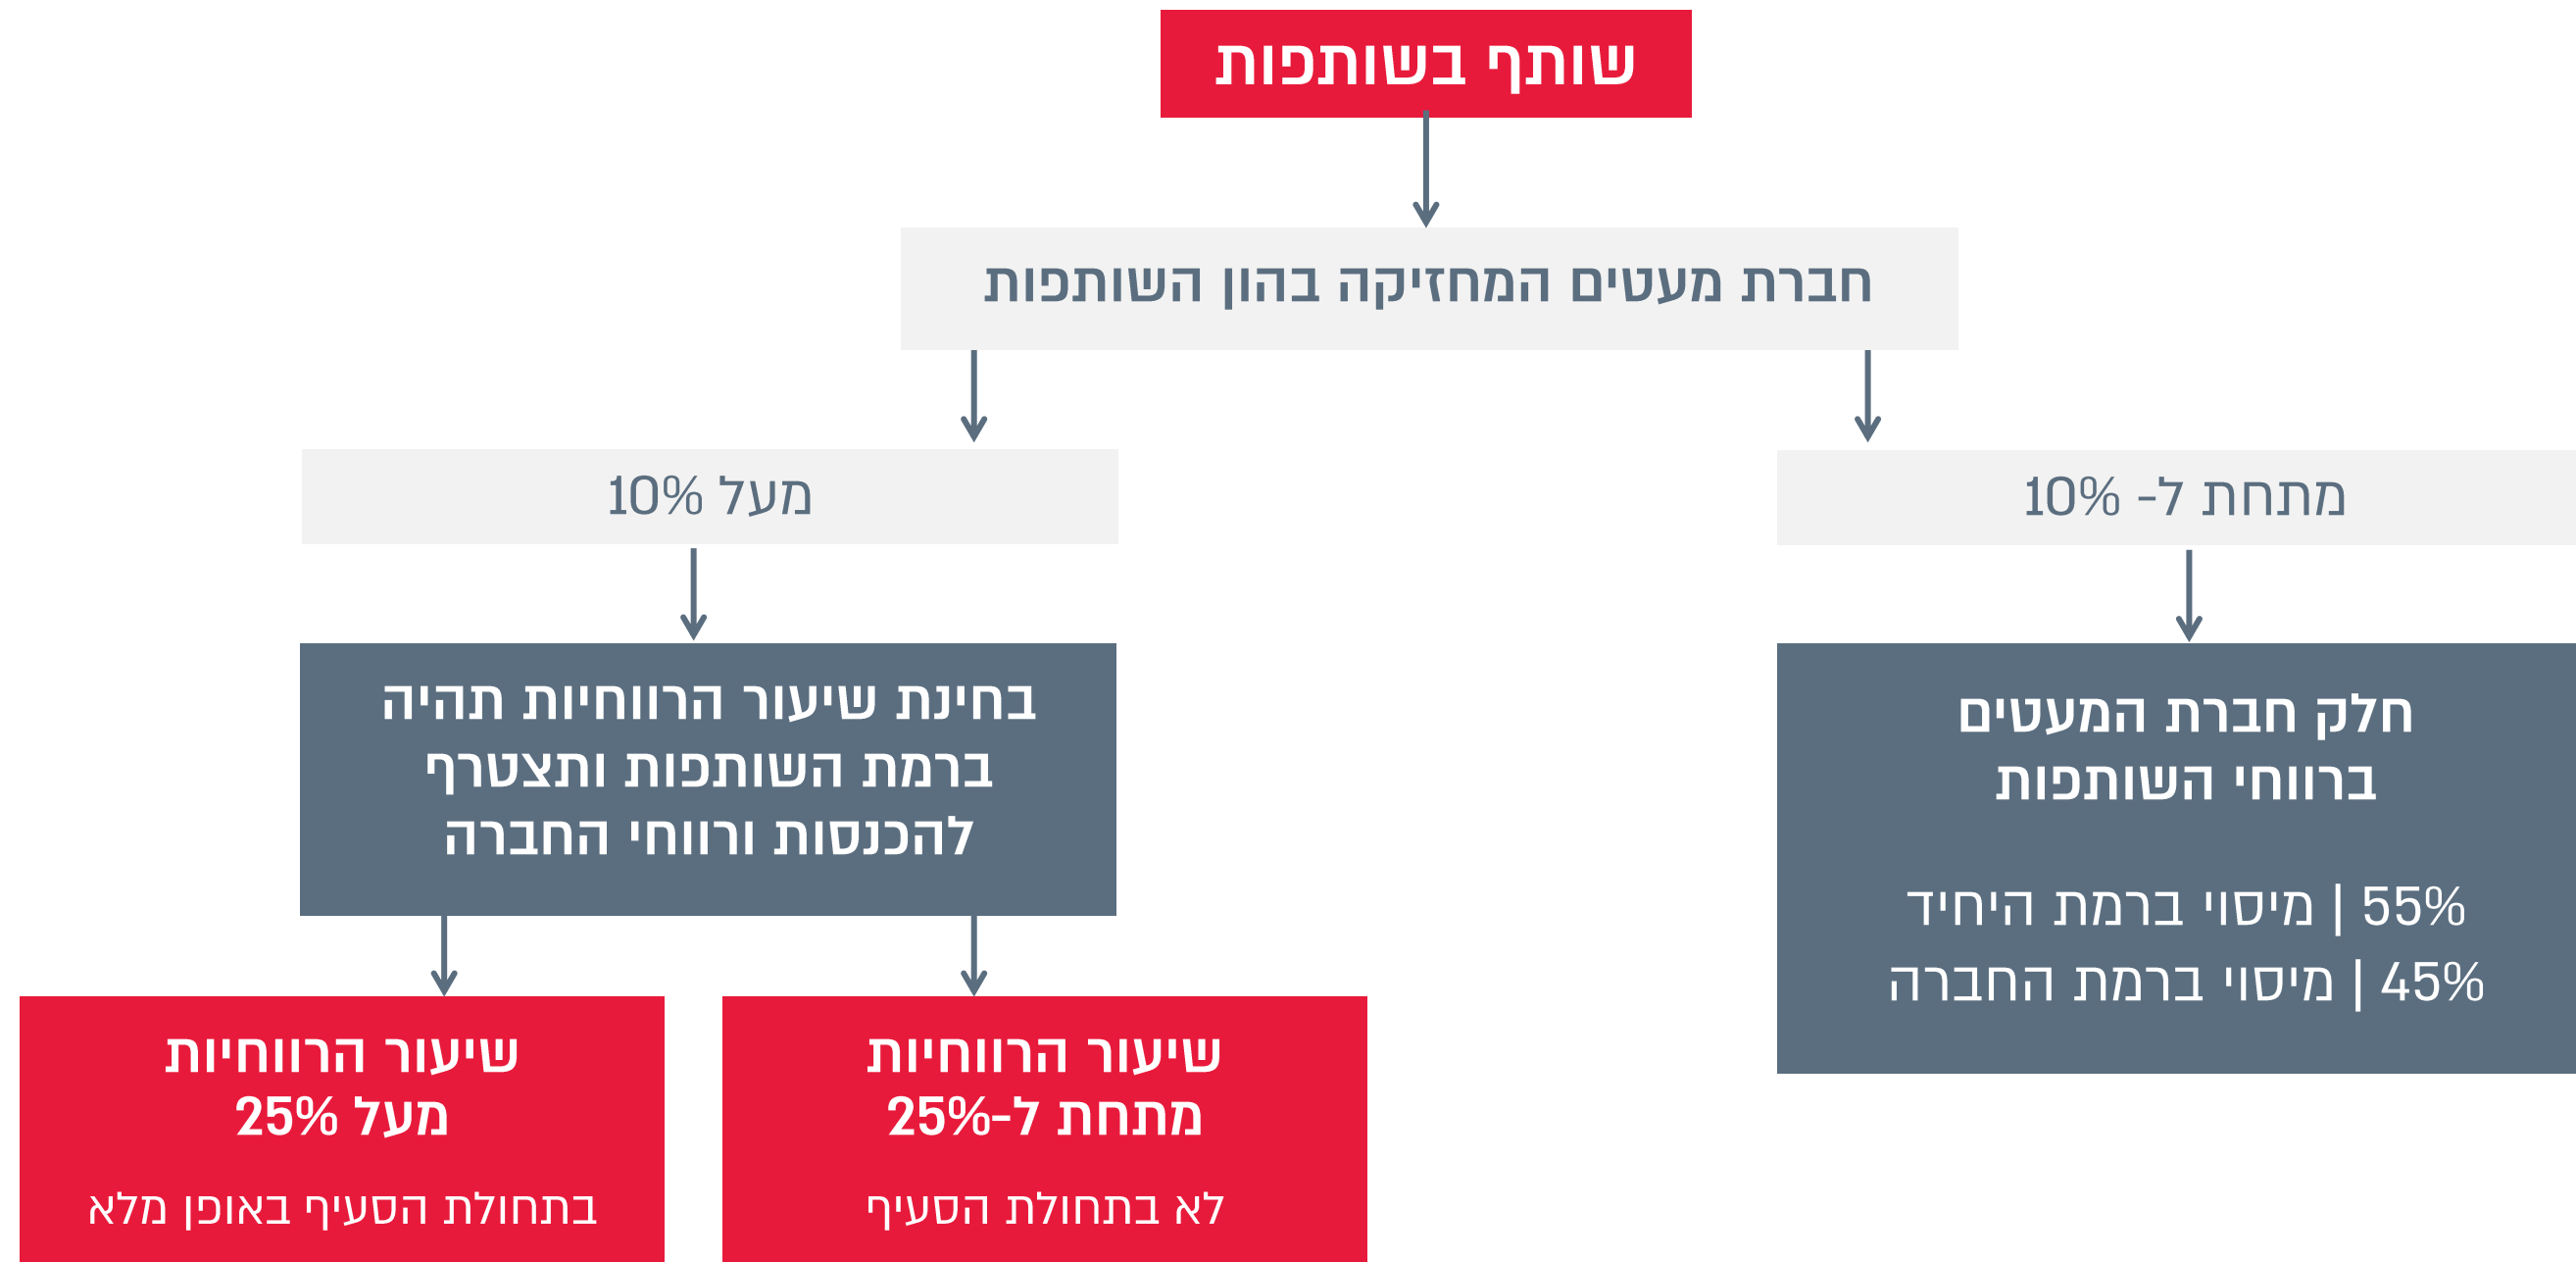 שותף בשותפות
חברת מעטים המחזיקה בהון השותפות
מתחת ל- 10%
מעל 10%
חלק חברת המעטים
ברווחי השותפות
55% | מיסוי ברמת היחיד
45% | מיסוי ברמת החברה
בחינת שיעור הרווחיות תהיה
ברמת השותפות ותצטרף
להכנסות ורווחי החברה
שיעור הרווחיות
מתחת ל-25%
לא בתחולת הסעיף
שיעור הרווחיות
מעל 25%
בתחולת הסעיף באופן מלא